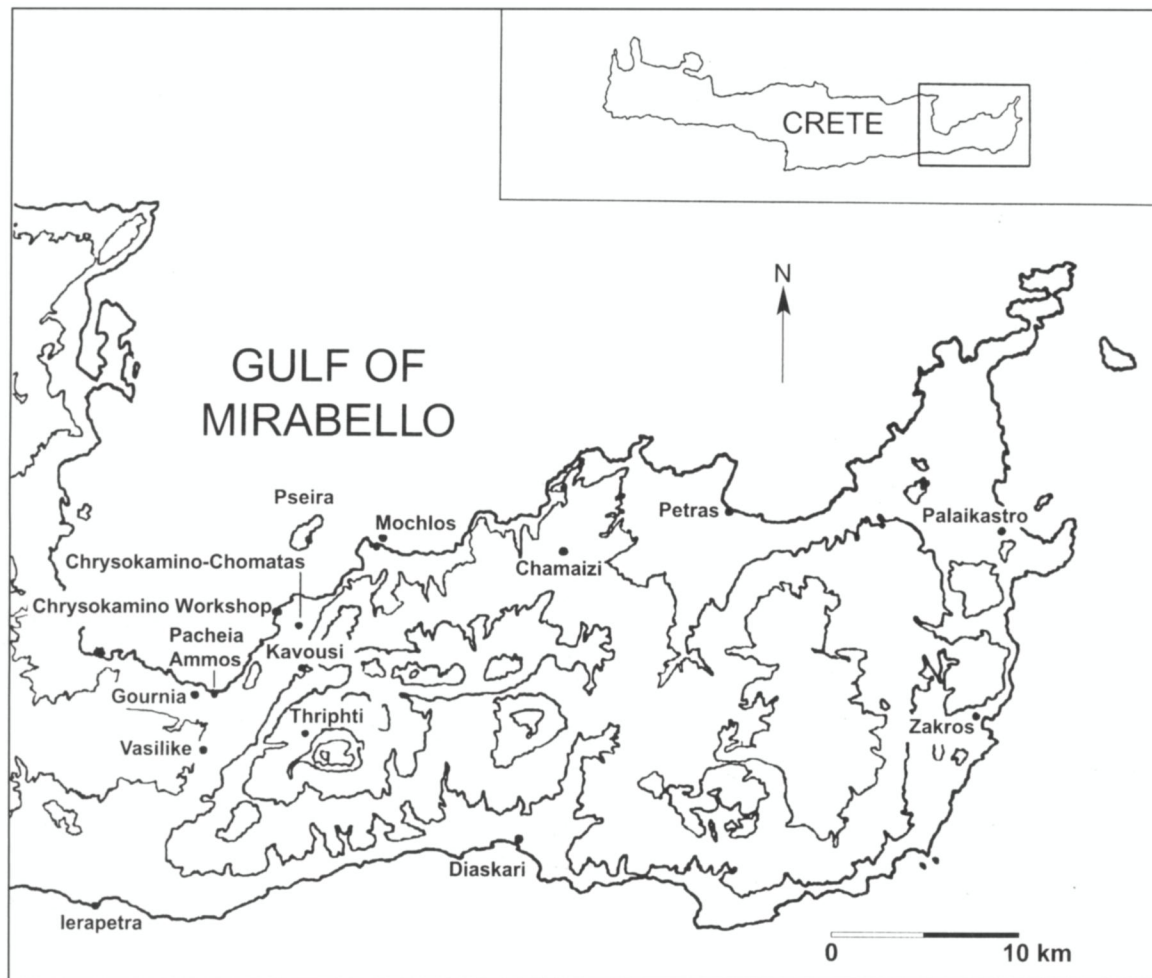 CRETE
N
GULF OF
MIRABELLO
Pseira
Mochlos
Petras
Palaikastro
Chrysokamino-Chomatas
Chamaizi
Chrysokamino Workshop
Pacheia
Ammos
Kavousi
Gournia
Thriphti
Vasilike
Zakros
Diaskari
Ierapetra
0 10 km